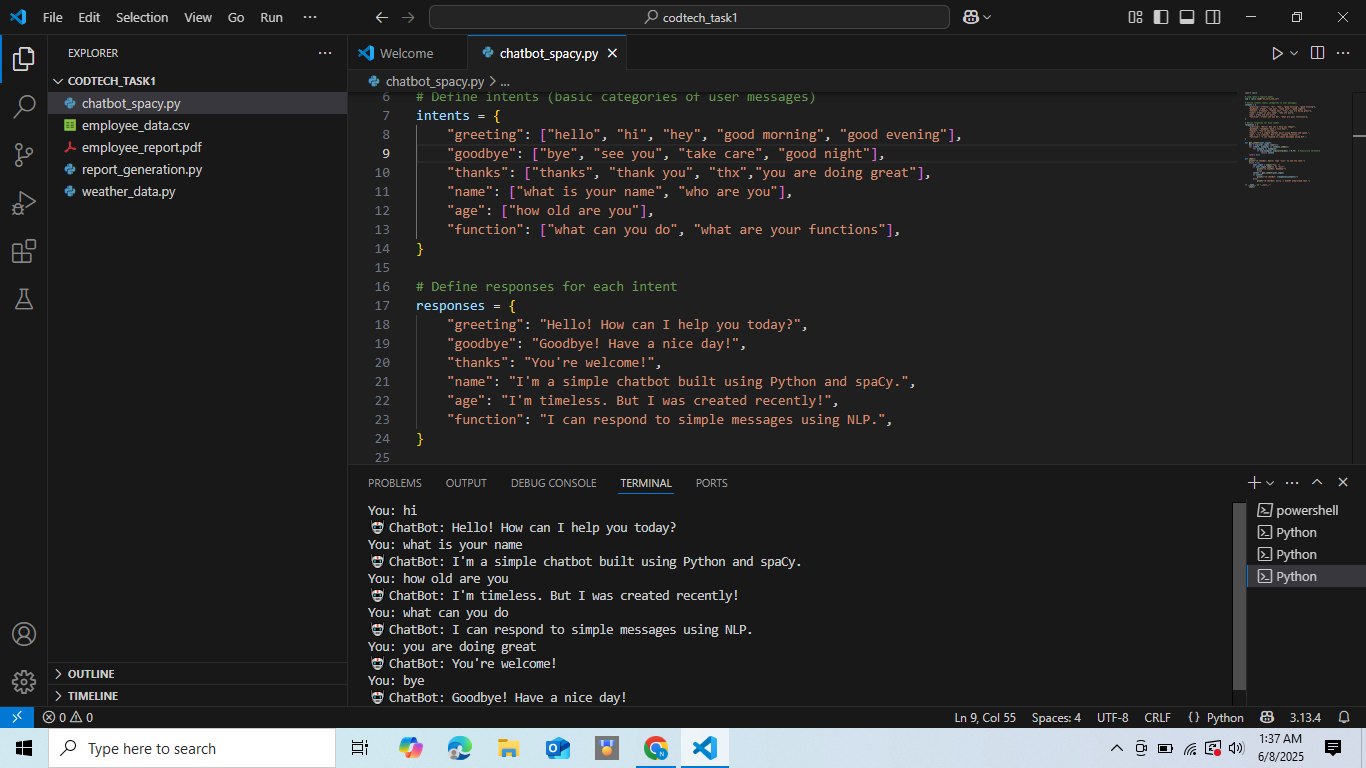 File Edit Selection View Go Run ···
codtech_task1
EXPLORER
CODTECH_TASK1
chatbot_spacy.py
employee_data.csv
employee_report.pdf
report_generation.py
weather_data.py
OUTLINE
TIMELINE
Welcome
chatbot_spacy.py
chatbot_spacy.py > ...
6 # Define intents (basic categories of user messages)
7 intents = {
8     "greeting": ["hello", "hi", "hey", "good morning", "good evening"],
9     "goodbye": ["bye", "see you", "take care", "good night"],
10     "thanks": ["thanks", "thank you", "thx","you are doing great"],
11     "name": ["what is your name", "who are you"],
12     "age": ["how old are you"],
13     "function": ["what can you do", "what are your functions"],
14 }
15
16 # Define responses for each intent
17 responses = {
18     "greeting": "Hello! How can I help you today?",
19     "goodbye": "Goodbye! Have a nice day!",
20     "thanks": "You're welcome!",
21     "name": "I'm a simple chatbot built using Python and spaCy.",
22     "age": "I'm timeless. But I was created recently!",
23     "function": "I can respond to simple messages using NLP.",
24 }
25
PROBLEMS OUTPUT DEBUG CONSOLE TERMINAL PORTS
You: hi
ChatBot: Hello! How can I help you today?
You: what is your name
ChatBot: I'm a simple chatbot built using Python and spaCy.
You: how old are you
ChatBot: I'm timeless. But I was created recently!
You: what can you do
ChatBot: I can respond to simple messages using NLP.
You: you are doing great
ChatBot: You're welcome!
You: bye
ChatBot: Goodbye! Have a nice day!
powershell
Python
Python
Python
0 0
Ln 9, Col 55 Spaces: 4 UTF-8 CRLF {} Python 3.13.4
Type here to search
1:37 AM
6/8/2025